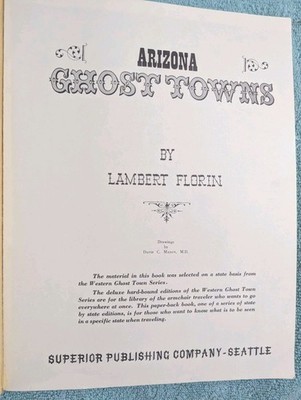 ARIZONA
GHOST TOWNS
BY
LAMBERT FLORIN
Drawings
by
The material in this book was selected on a state basis from
the Western Ghost Town Series.
The deluxe hard-bound editions of the Western Ghost Town
Series are for the library of the armchair traveler who wants to go
everywhere at once. This paper-back book, one of a series of state
by state editions, is for those who want to know what is to be seen
in a specific state when traveling.
SUPERIOR PUBLISHING COMPANY-SEATTLE